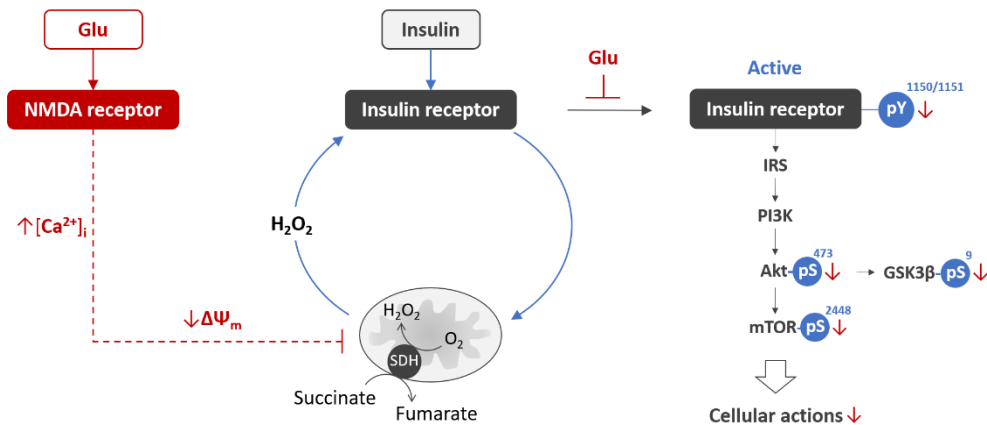 Glu
NMDA receptor
↑[Ca²⁺]ᵢ
↓ΔΨₘ
Insulin
Insulin receptor
H₂O₂
H₂O₂
O₂
SDH
Succinate
Fumarate
Glu
Active
1150/1151
Insulin receptor pY ↓
IRS
PI3K
473
Akt-pS ↓
9
GSK3β-pS ↓
2448
mTOR-pS ↓
Cellular actions ↓